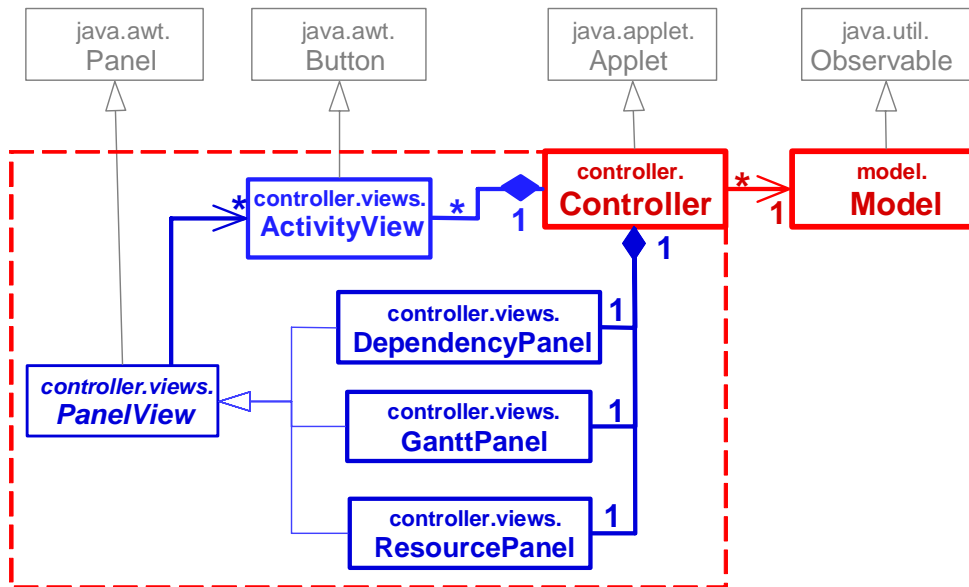 java.awt.
Panel
java.awt.
Button
java.applet.
Applet
java.util.
Observable
controller.views.
ActivityView
controller.
Controller
model.
Model
*
*
1
*
1
1
controller.views.
DependencyPanel
1
controller.views.
PanelView
controller.views.
GanttPanel
1
controller.views.
ResourcePanel
1